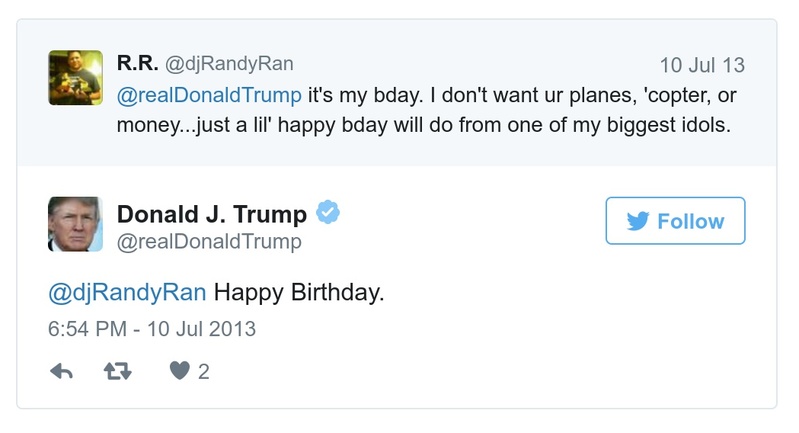 R.R. @djRandyRan 10 Jul 13
@realDonaldTrump it's my bday. I don't want ur planes, 'copter, or
money...just a lil' happy bday will do from one of my biggest idols.
Donald J. Trump
@realDonaldTrump
Follow
@djRandyRan Happy Birthday.
6:54 PM - 10 Jul 2013
2